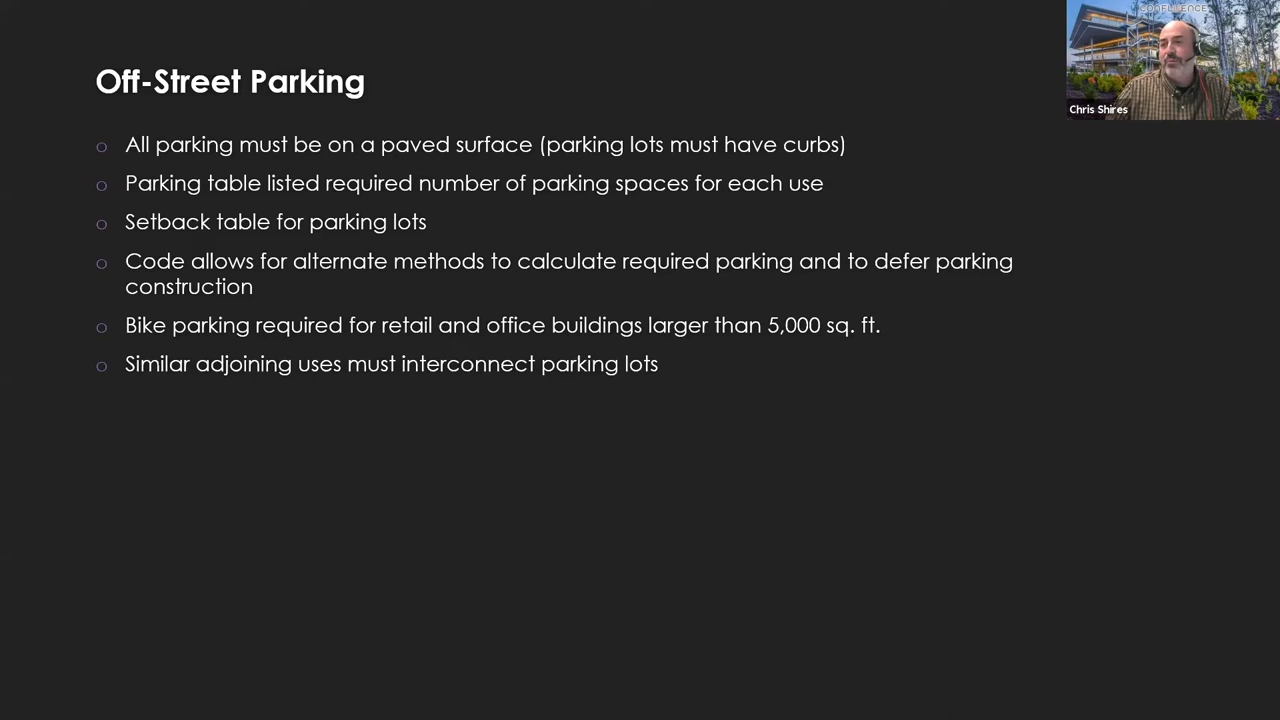 CONFLUENCE
Chris Shires
Off-Street Parking
o All parking must be on a paved surface (parking lots must have curbs)
o Parking table listed required number of parking spaces for each use
o Setback table for parking lots
o Code allows for alternate methods to calculate required parking and to defer parking
construction
o Bike parking required for retail and office buildings larger than 5,000 sq. ft.
o Similar adjoining uses must interconnect parking lots